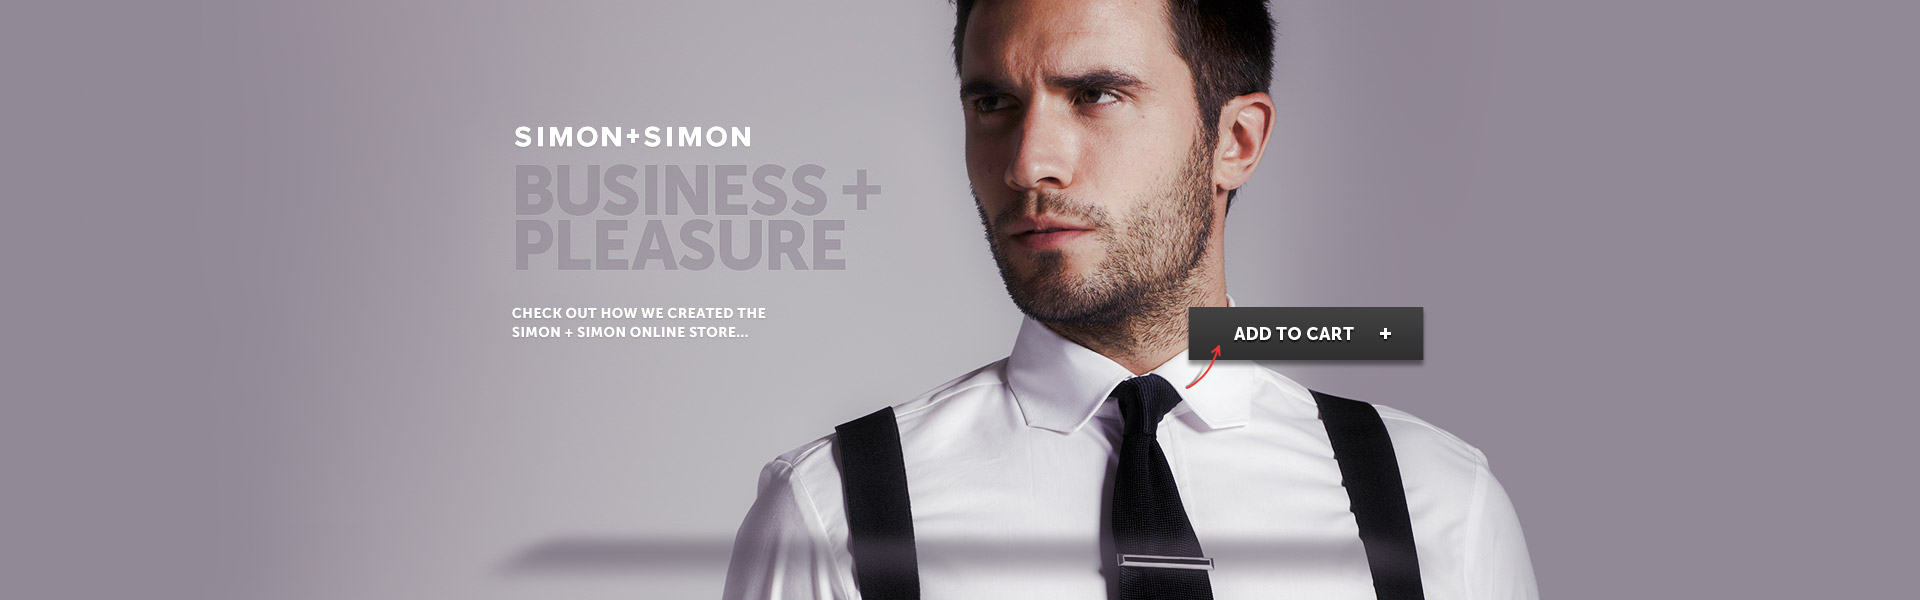 SIMON+SIMON
BUSINESS +
PLEASURE
CHECK OUT HOW WE CREATED THE
SIMON + SIMON ONLINE STORE...
ADD TO CART +